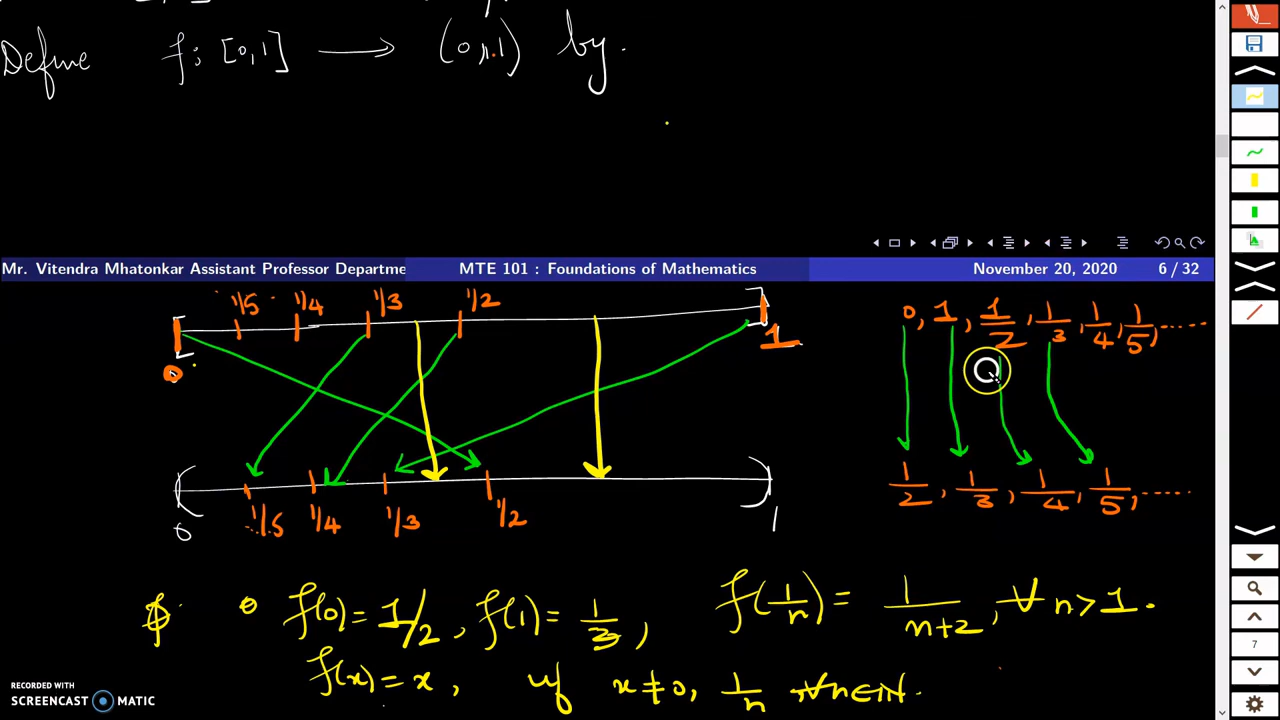 Define f: [0,1] → (0,1) by.
Mr. Vitendra Mhatonkar Assistant Professor Departme MTE 101 : Foundations of Mathematics November 20, 2020 6 / 32
1/5 1/4 1/3 1/2 1
0
0, 1, 1/2, 1/3, 1/4, 1/5, .....
1/2, 1/3, 1/4, 1/5, .....
0 1/5 1/4 1/3 1/2 1
f(0)=1/2, f(1)=1/3, f(1/n)=1/n+2, ∀ n>1.
f(x)=x, if x≠0, 1/n ∀n∈N.
7
RECORDED WITH
SCREENCAST MATIC